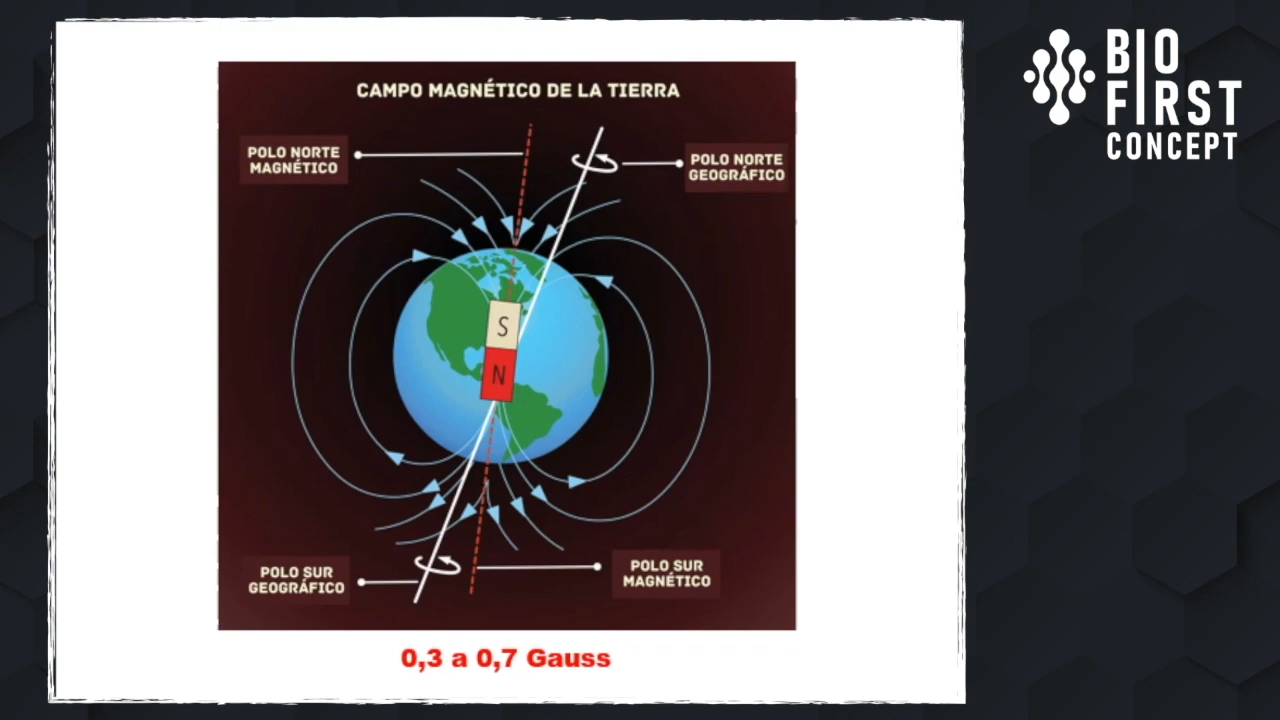 BIO
FIRST
CONCEPT
CAMPO MAGNÉTICO DE LA TIERRA
POLO NORTE
MAGNÉTICO
POLO NORTE
GEOGRÁFICO
S
N
POLO SUR
GEOGRÁFICO
POLO SUR
MAGNÉTICO
0,3 a 0,7 Gauss